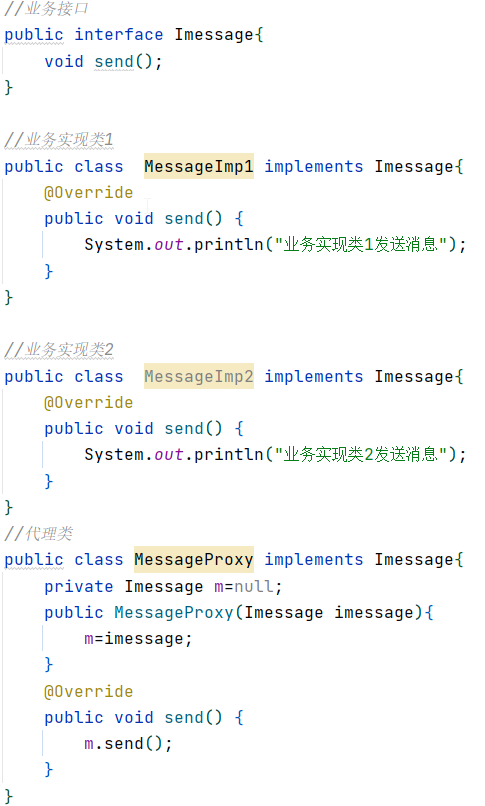 //业务接口
public interface Imessage{
    void send();
}
//业务实现类1
public class  MessageImp1 implements Imessage{
    @Override
    public void send() {
        System.out.println("业务实现类1发送消息");
    }
}
//业务实现类2
public class  MessageImp2 implements Imessage{
    @Override
    public void send() {
        System.out.println("业务实现类2发送消息");
    }
}
//代理类
public class MessageProxy implements Imessage{
    private Imessage m=null;
    public MessageProxy(Imessage imessage){
        m=imessage;
    }
    @Override
    public void send() {
        m.send();
    }
}